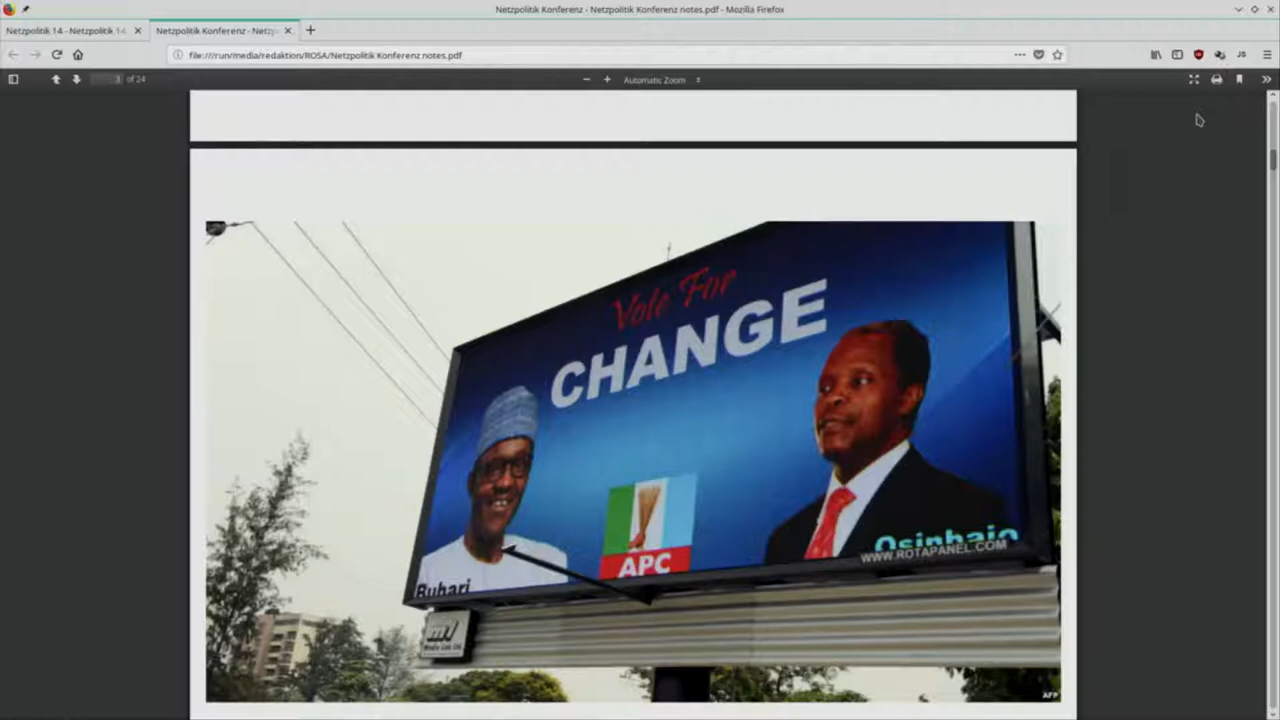 Netzpolitik Konferenz - Netzpolitik Konferenz notes.pdf - Mozilla Firefox
Netzpolitik 14 - Netzpolitik 14
Netzpolitik Konferenz - Netzp
file:///run/media/redaktion/ROSA/Netzpolitik Konferenz notes.pdf
3 of 24
Automatic Zoom
Vote For
CHANGE
APC
Osinbajo
WWW.ROTAPANEL.COM
Buhari
AFP